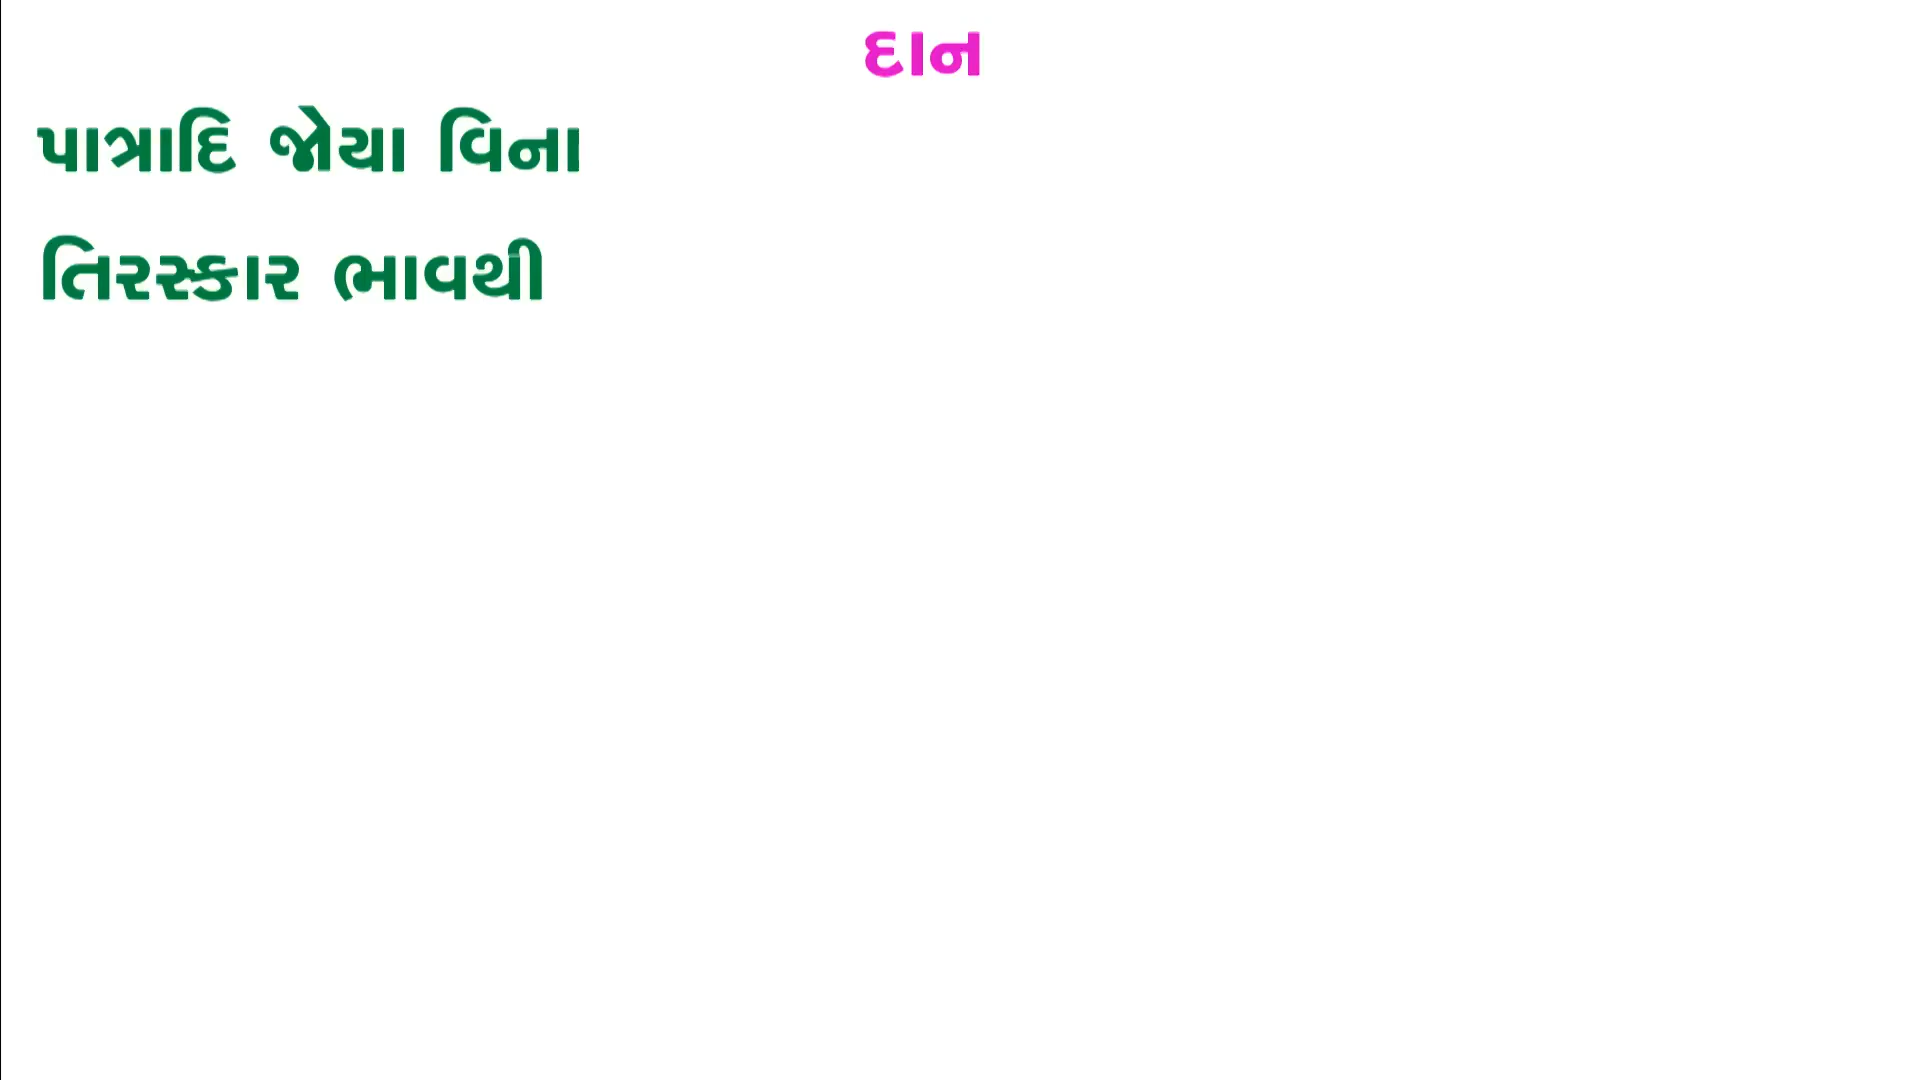 દાન
પાત્રાદિ જોયા વિના
તિરસ્કાર ભાવથી